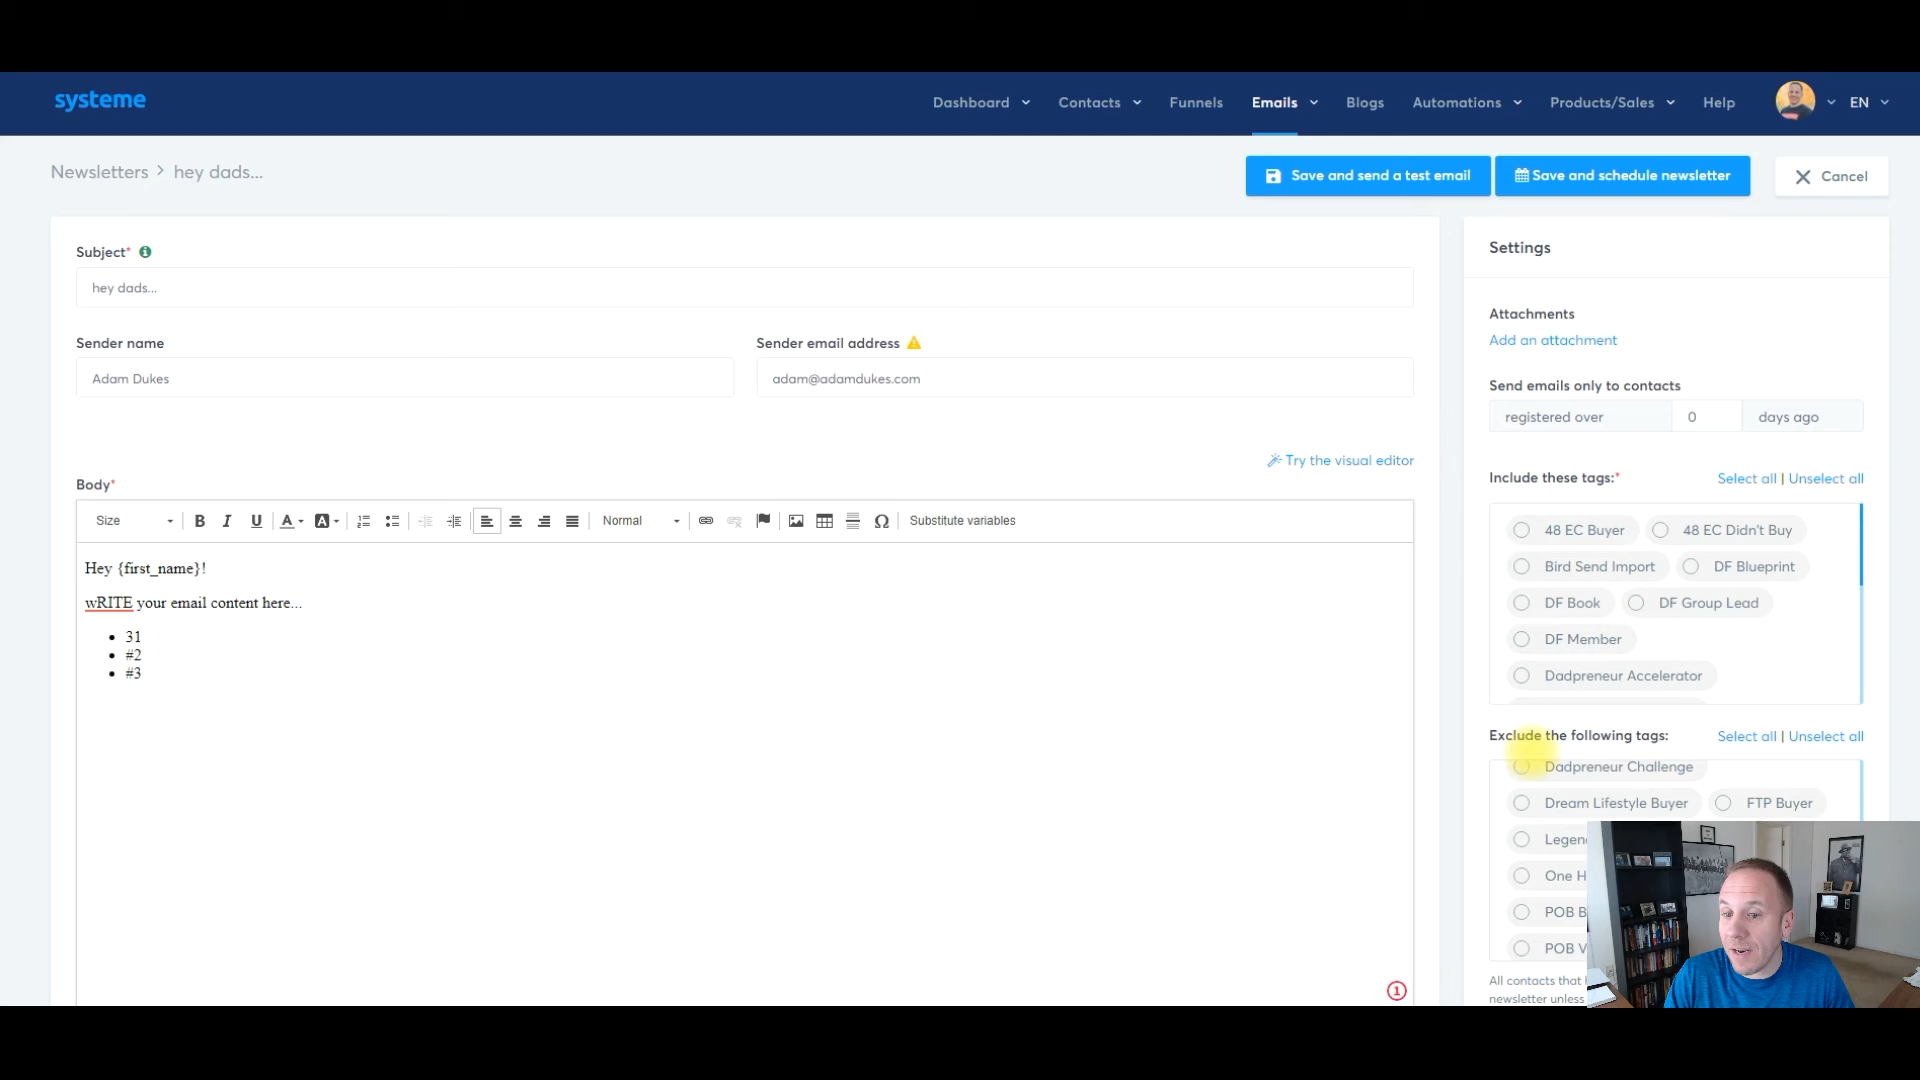 systeme
Dashboard Contacts Funnels Emails Blogs Automations Products/Sales Help EN
Newsletters > hey dads...
Save and send a test email Save and schedule newsletter Cancel
Subject*
hey dads...
Sender name Sender email address
Adam Dukes adam@adamdukes.com
Try the visual editor
Body*
Size B I U A A Normal Ω Substitute variables
Hey {first_name}!
wRITE your email content here...
• 31
• #2
• #3
1
Settings
Attachments
Add an attachment
Send emails only to contacts
registered over 0 days ago
Include these tags:* Select all | Unselect all
48 EC Buyer 48 EC Didn't Buy
Bird Send Import DF Blueprint
DF Book DF Group Lead
DF Member
Dadpreneur Accelerator
Exclude the following tags: Select all | Unselect all
Dadpreneur Challenge
Dream Lifestyle Buyer FTP Buyer
Legen
One H
POB B
POB V
All contacts that
newsletter unless